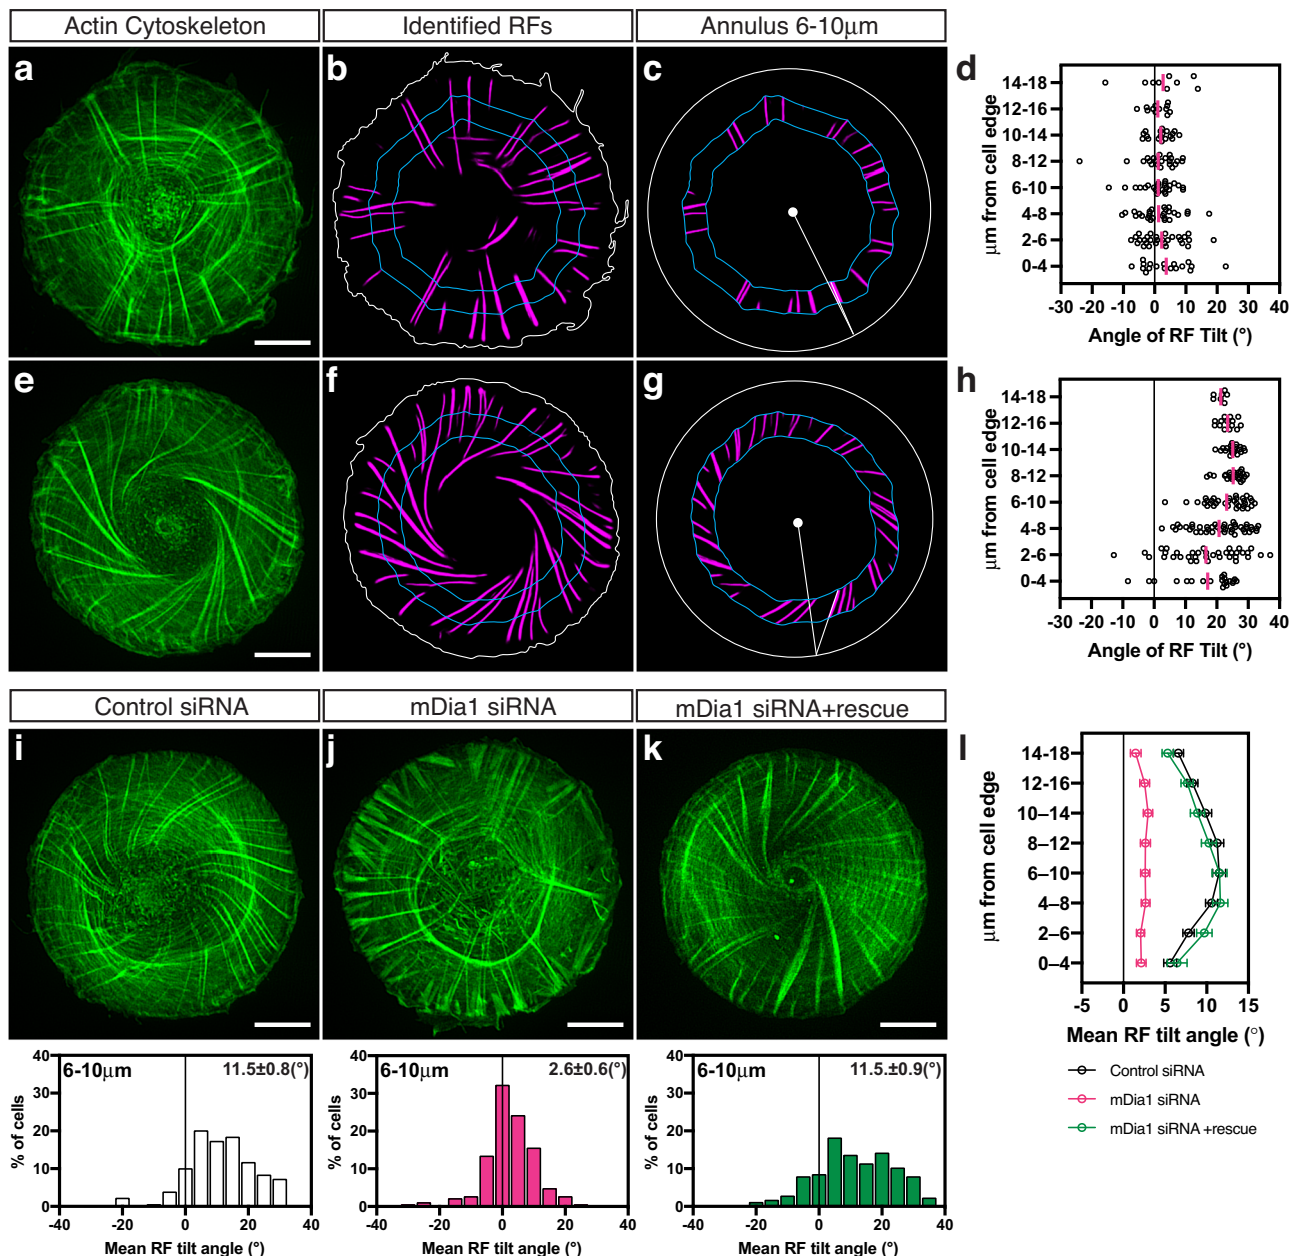 Actin Cytoskeleton
Identified RFs
Annulus 6-10μm
a
b
c
d
μm from cell edge
14-18
12-16
10-14
8-12
6-10
4-8
2-6
0-4
-30 -20 -10 0 10 20 30 40
Angle of RF Tilt (°)
e
f
g
h
μm from cell edge
14-18
12-16
10-14
8-12
6-10
4-8
2-6
0-4
-30 -20 -10 0 10 20 30 40
Angle of RF Tilt (°)
Control siRNA
mDia1 siRNA
mDia1 siRNA+rescue
i
j
k
l
μm from cell edge
14-18
12-16
10–14
8–12
6–10
4–8
2–6
0–4
-5 0 5 10 15
Mean RF tilt angle (°)
Control siRNA
mDia1 siRNA
mDia1 siRNA +rescue
% of cells
40
30
20
10
0
6-10μm
11.5±0.8(°)
-40 -20 0 20 40
Mean RF tilt angle (°)
% of cells
40
30
20
10
0
6-10μm
2.6±0.6(°)
-40 -20 0 20 40
Mean RF tilt angle (°)
% of cells
40
30
20
10
0
6-10μm
11.5.±0.9(°)
-40 -20 0 20 40
Mean RF tilt angle (°)